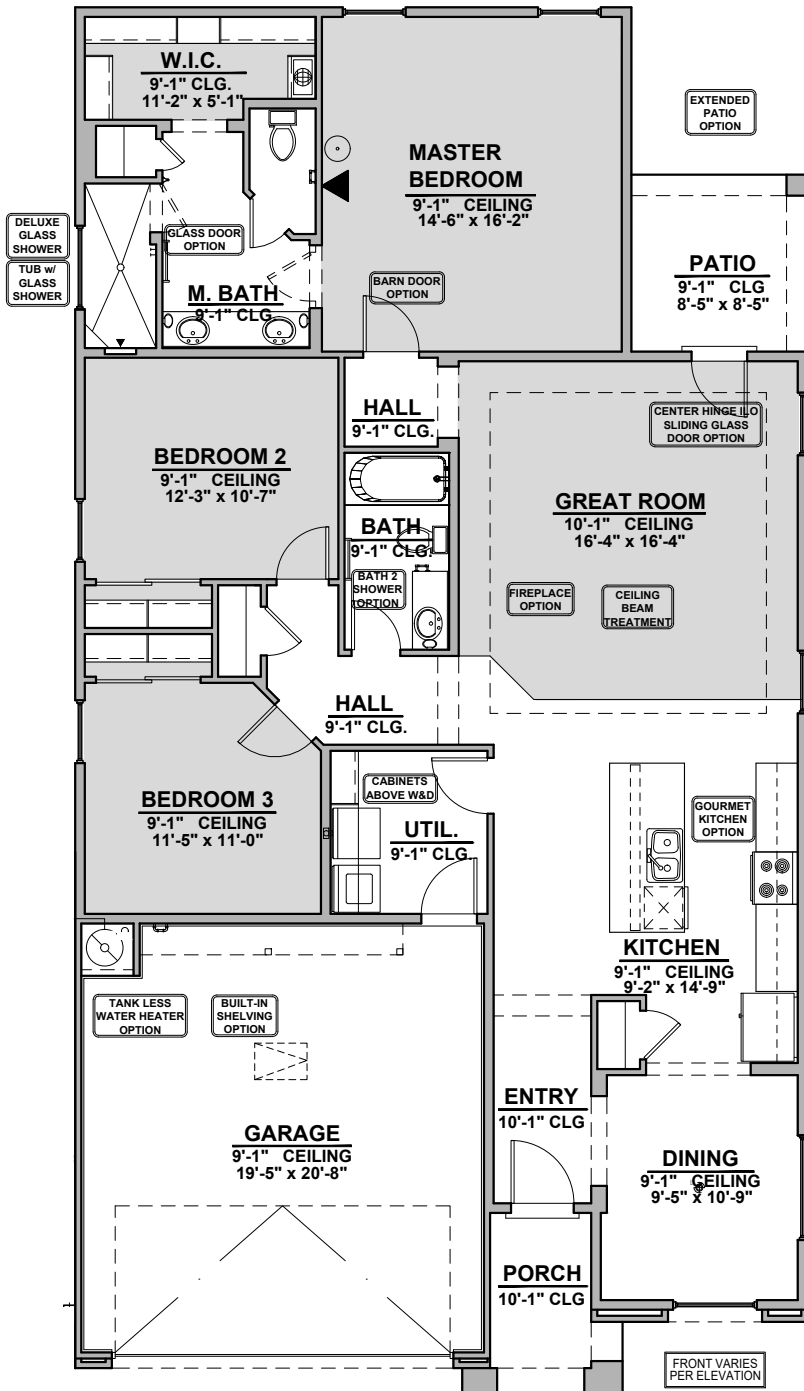 W.I.C.
9'-1" CLG.
11'-2" x 5'-1"
EXTENDED
PATIO
OPTION
MASTER
BEDROOM
9'-1" CEILING
14'-6" x 16'-2"
DELUXE
GLASS
SHOWER
TUB w/
GLASS
SHOWER
GLASS DOOR
OPTION
PATIO
9'-1" CLG
8'-5" x 8'-5"
BARN DOOR
OPTION
M. BATH
9'-1" CLG
HALL
9'-1" CLG.
CENTER HINGE ILO
SLIDING GLASS
DOOR OPTION
BEDROOM 2
9'-1" CEILING
12'-3" x 10'-7"
GREAT ROOM
10'-1" CEILING
16'-4" x 16'-4"
BATH
9'-1" CLG.
BATH 2
SHOWER
OPTION
FIREPLACE
OPTION
CEILING
BEAM
TREATMENT
HALL
9'-1" CLG.
CABINETS
ABOVE W&D
BEDROOM 3
9'-1" CEILING
11'-5" x 11'-0"
UTIL.
9'-1" CLG.
GOURMET
KITCHEN
OPTION
KITCHEN
9'-1" CEILING
9'-2" x 14'-9"
TANK LESS
WATER HEATER
OPTION
BUILT-IN
SHELVING
OPTION
ENTRY
10'-1" CLG
GARAGE
9'-1" CEILING
19'-5" x 20'-8"
DINING
9'-1" CEILING
9'-5" x 10'-9"
PORCH
10'-1" CLG
FRONT VARIES
PER ELEVATION